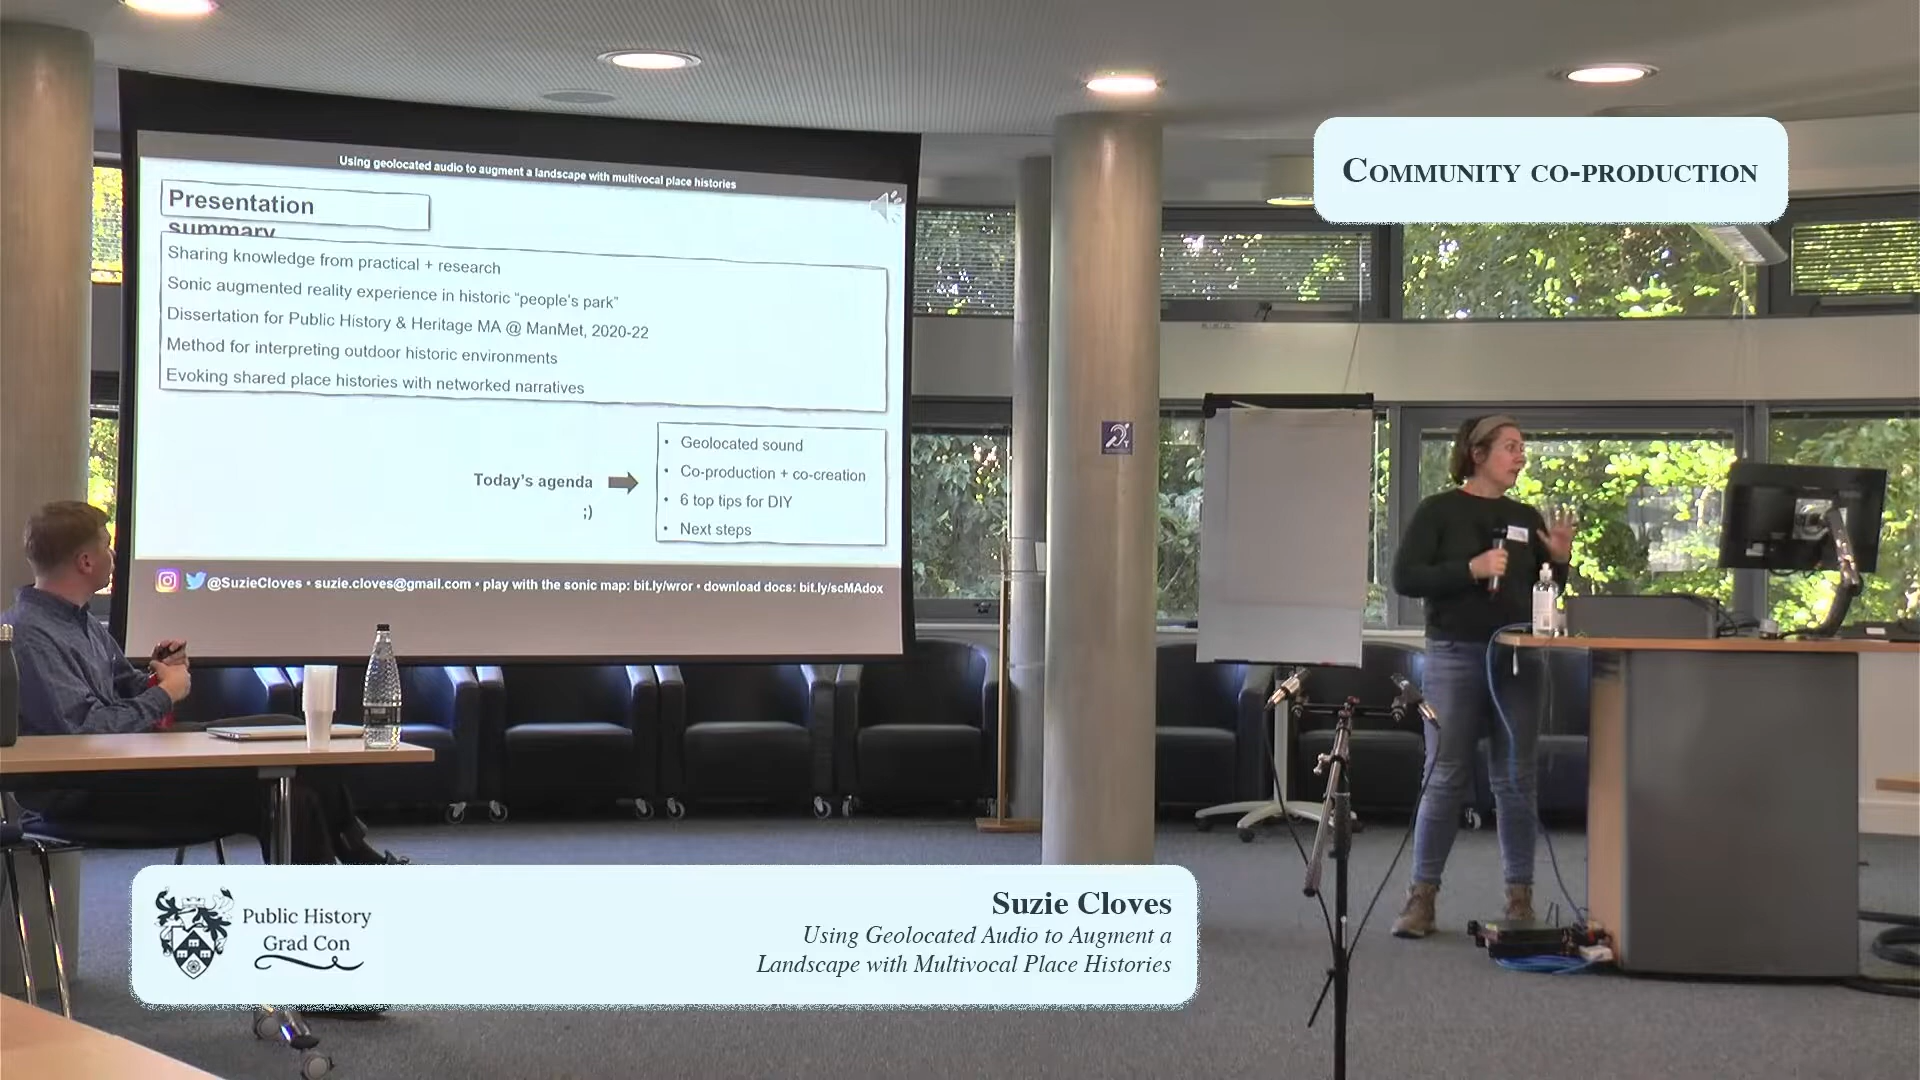 Using geolocated audio to augment a landscape with multivocal place histories
Presentation
summary
Sharing knowledge from practical + research
Sonic augmented reality experience in historic “people’s park”
Dissertation for Public History & Heritage MA @ ManMet, 2020-22
Method for interpreting outdoor historic environments
Evoking shared place histories with networked narratives
Today’s agenda
;)
• Geolocated sound
• Co-production + co-creation
• 6 top tips for DIY
• Next steps
@SuzieCloves • suzie.cloves@gmail.com • play with the sonic map: bit.ly/wror • download docs: bit.ly/scMAdox
Community co-production
T
Public History
Grad Con
Suzie Cloves
Using Geolocated Audio to Augment a
Landscape with Multivocal Place Histories